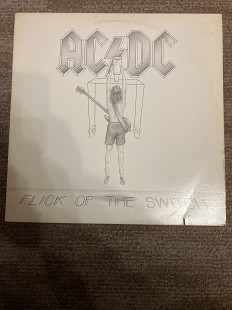 AC⚡DC
FLICK OF THE SWITCH